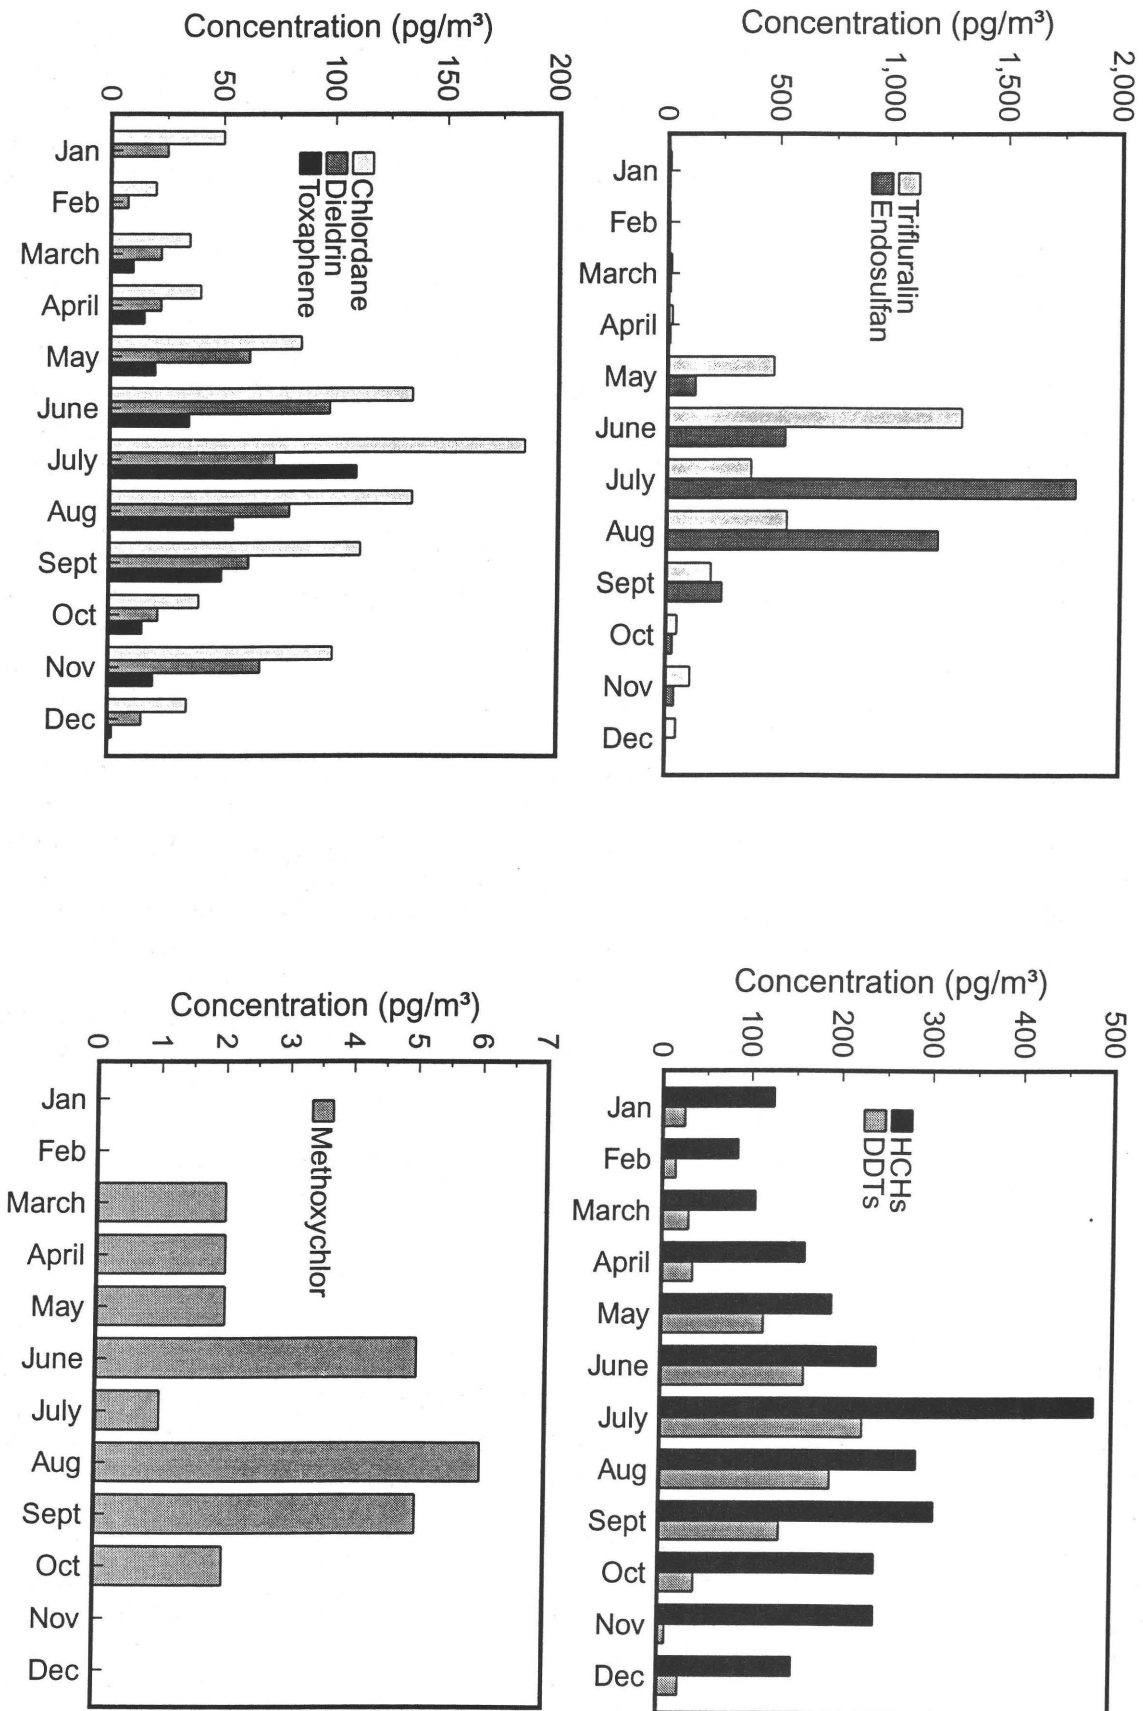 Concentration (pg/m³)
2,000
1,500
1,000
500
0
Trifluralin
Endosulfan
Jan
Feb
March
April
May
June
July
Aug
Sept
Oct
Nov
Dec
Concentration (pg/m³)
500
400
300
200
100
0
HCHs
DDTs
Jan
Feb
March
April
May
June
July
Aug
Sept
Oct
Nov
Dec
Concentration (pg/m³)
200
150
100
50
0
Chlordane
Dieldrin
Toxaphene
Jan
Feb
March
April
May
June
July
Aug
Sept
Oct
Nov
Dec
Concentration (pg/m³)
7
6
5
4
3
2
1
0
Methoxychlor
Jan
Feb
March
April
May
June
July
Aug
Sept
Oct
Nov
Dec